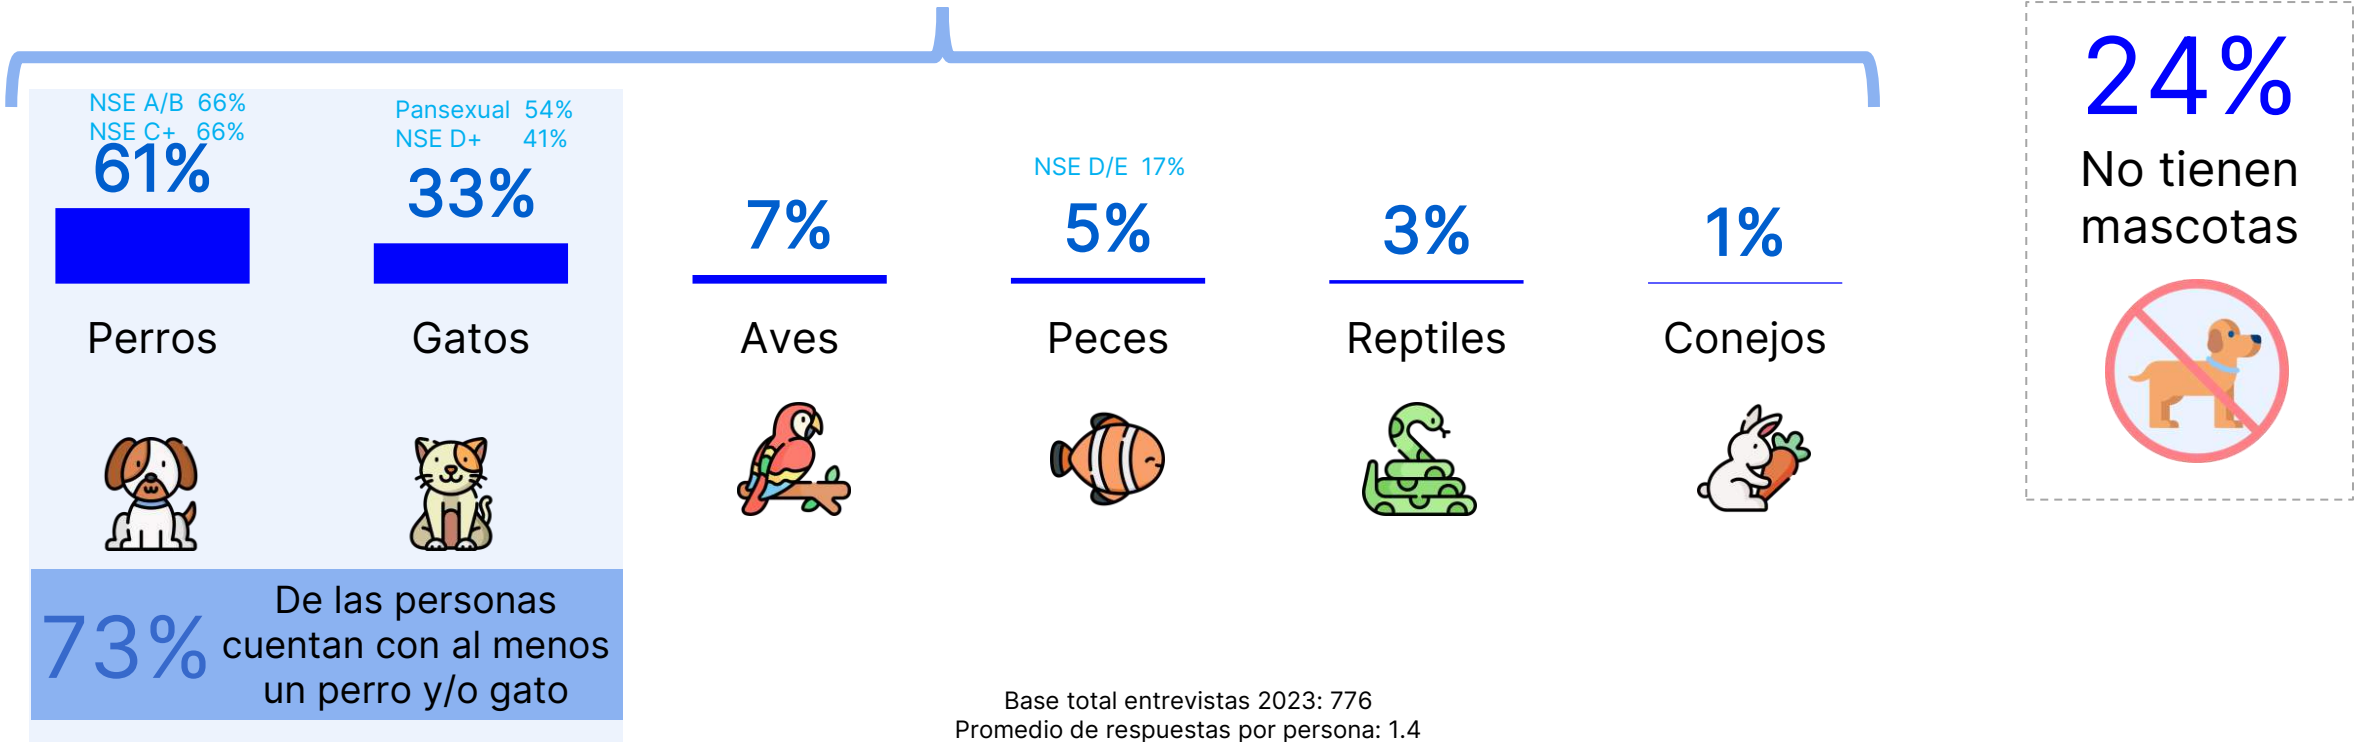 NSE A/B 66%
NSE C+ 66%
61%
Perros
Pansexual 54%
NSE D+ 41%
33%
Gatos
7%
Aves
NSE D/E 17%
5%
Peces
3%
Reptiles
1%
Conejos
24%
No tienen
mascotas
73%
De las personas
cuentan con al menos
un perro y/o gato
Base total entrevistas 2023: 776
Promedio de respuestas por persona: 1.4